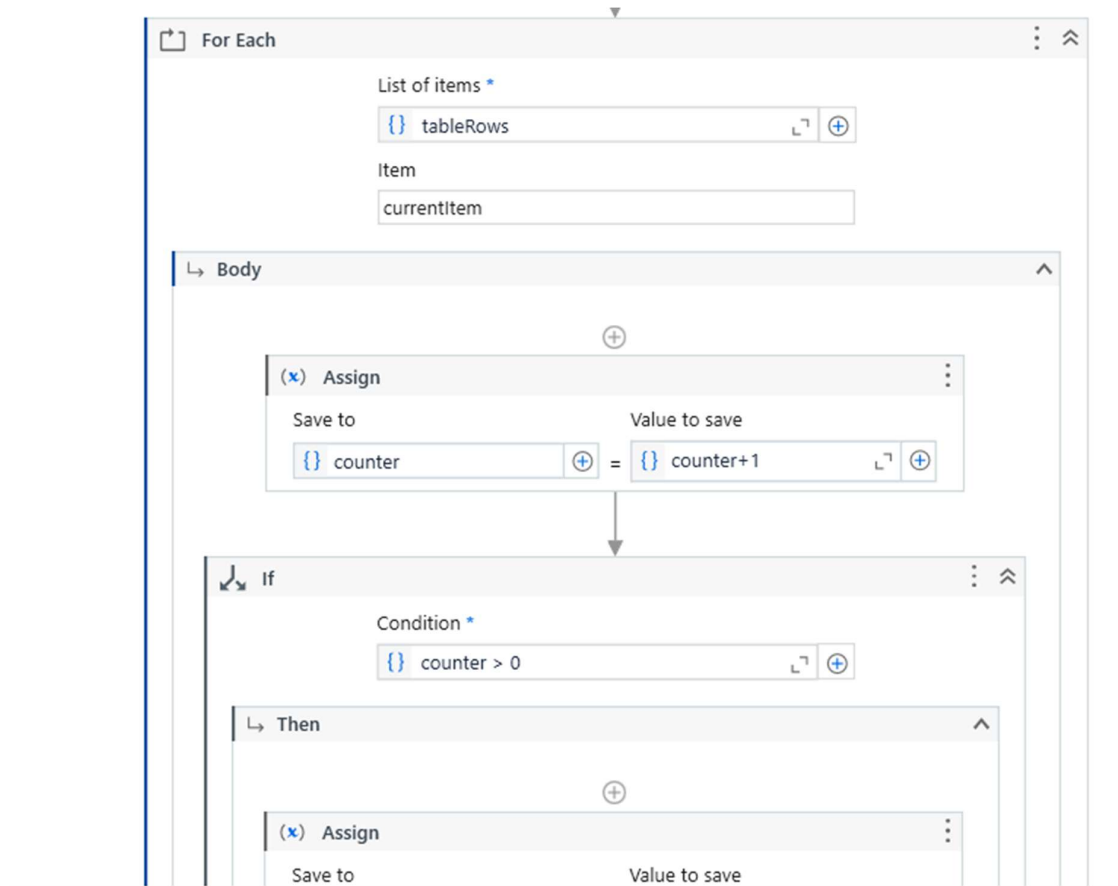 For Each
List of items *
{} tableRows
Item
currentItem
Body
(x) Assign
Save to Value to save
{} counter = {} counter+1
If
Condition *
{} counter > 0
Then
(x) Assign
Save to Value to save